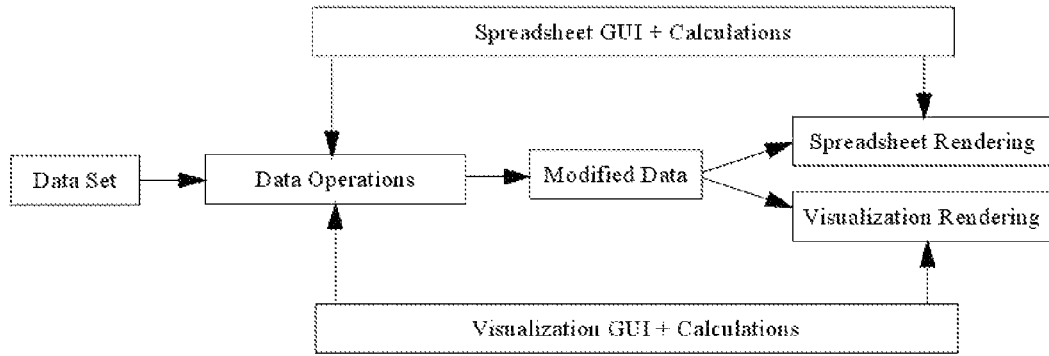 Spreadsheet GUI + Calculations
Spreadsheet Rendering
Data Set
Data Operations
Modified Data
Visualization Rendering
Visualization GUI + Calculations